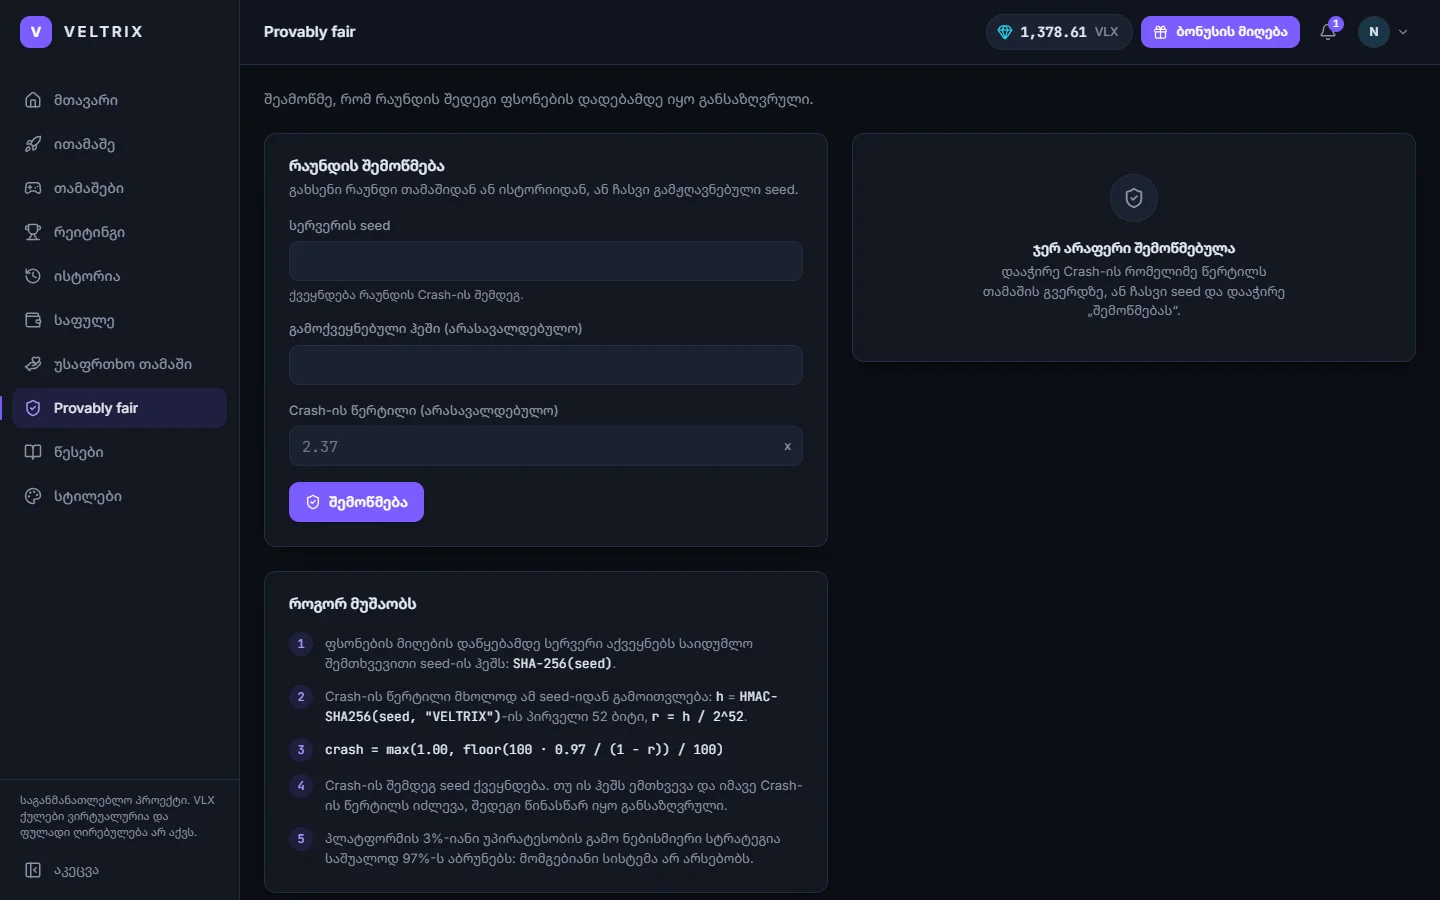 V VELTRIX
Provably fair
1,378.61 VLX
ბონუსის მიღება
1
N
მთავარი
ითამაშე
თამაშები
რეიტინგი
ისტორია
საფულე
უსაფრთხო თამაში
Provably fair
წესები
სტილები
საგანმანათლებლო პროექტი. VLX
ქულები ვირტუალურია და
ფულადი ღირებულება არ აქვს.
აკეცვა
შეამოწმე, რომ რაუნდის შედეგი ფსონების დადებამდე იყო განსაზღვრული.
რაუნდის შემოწმება
გახსენი რაუნდი თამაშიდან ან ისტორიიდან, ან ჩასვი გამჟღავნებული seed.
სერვერის seed
ქვეყნდება რაუნდის Crash-ის შემდეგ.
გამოქვეყნებული ჰეში (არასავალდებულო)
Crash-ის წერტილი (არასავალდებულო)
2.37 x
შემოწმება
ჯერ არაფერი შემოწმებულა
დააჭირე Crash-ის რომელიმე წერტილს
თამაშის გვერდზე, ან ჩასვი seed და დააჭირე
„შემოწმებას“.
როგორ მუშაობს
1 ფსონების მიღების დაწყებამდე სერვერი აქვეყნებს საიდუმლო
შემთხვევითი seed-ის ჰეშს: SHA-256(seed).
2 Crash-ის წერტილი მხოლოდ ამ seed-იდან გამოითვლება: h = HMAC-
SHA256(seed, "VELTRIX")-ის პირველი 52 ბიტი, r = h / 2^52.
3 crash = max(1.00, floor(100 · 0.97 / (1 - r)) / 100)
4 Crash-ის შემდეგ seed ქვეყნდება. თუ ის ჰეშს ემთხვევა და იმავე Crash-
ის წერტილს იძლევა, შედეგი წინასწარ იყო განსაზღვრული.
5 პლატფორმის 3%-იანი უპირატესობის გამო ნებისმიერი სტრატეგია
საშუალოდ 97%-ს აბრუნებს: მომგებიანი სისტემა არ არსებობს.